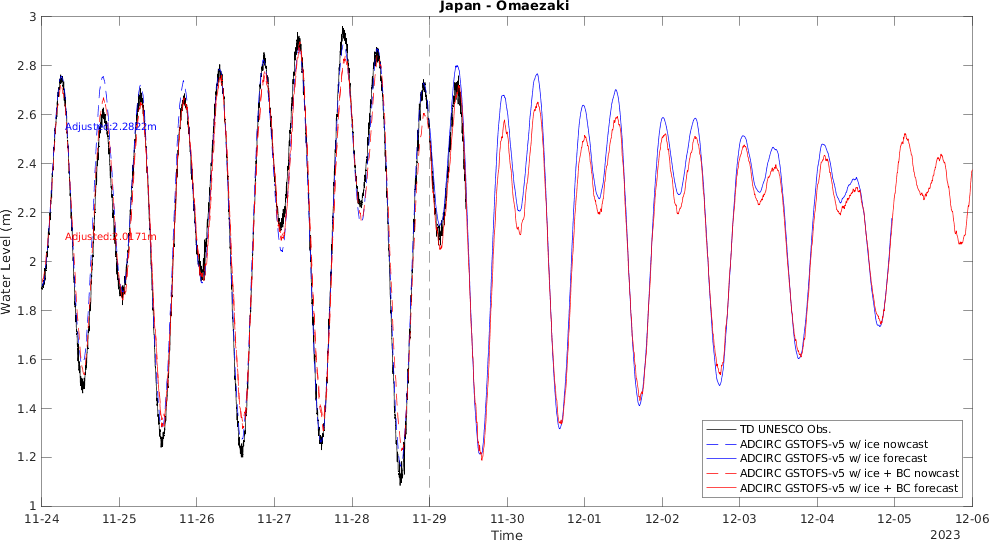 Japan - Omaezaki
3
2.8
2.6
2.4
2.2
2
1.8
1.6
1.4
1.2
1
Water Level (m)
Adjusted:2.2822m
TD UNESCO Obs.
ADCIRC GSTOFS-v5 w/ ice nowcast
ADCIRC GSTOFS-v5 w/ ice forecast
ADCIRC GSTOFS-v5 w/ ice + BC nowcast
ADCIRC GSTOFS-v5 w/ ice + BC forecast
11-24
11-25
11-26
11-27
11-28
11-29
11-30
12-01
12-02
12-03
12-04
12-05
12-06
Time
2023